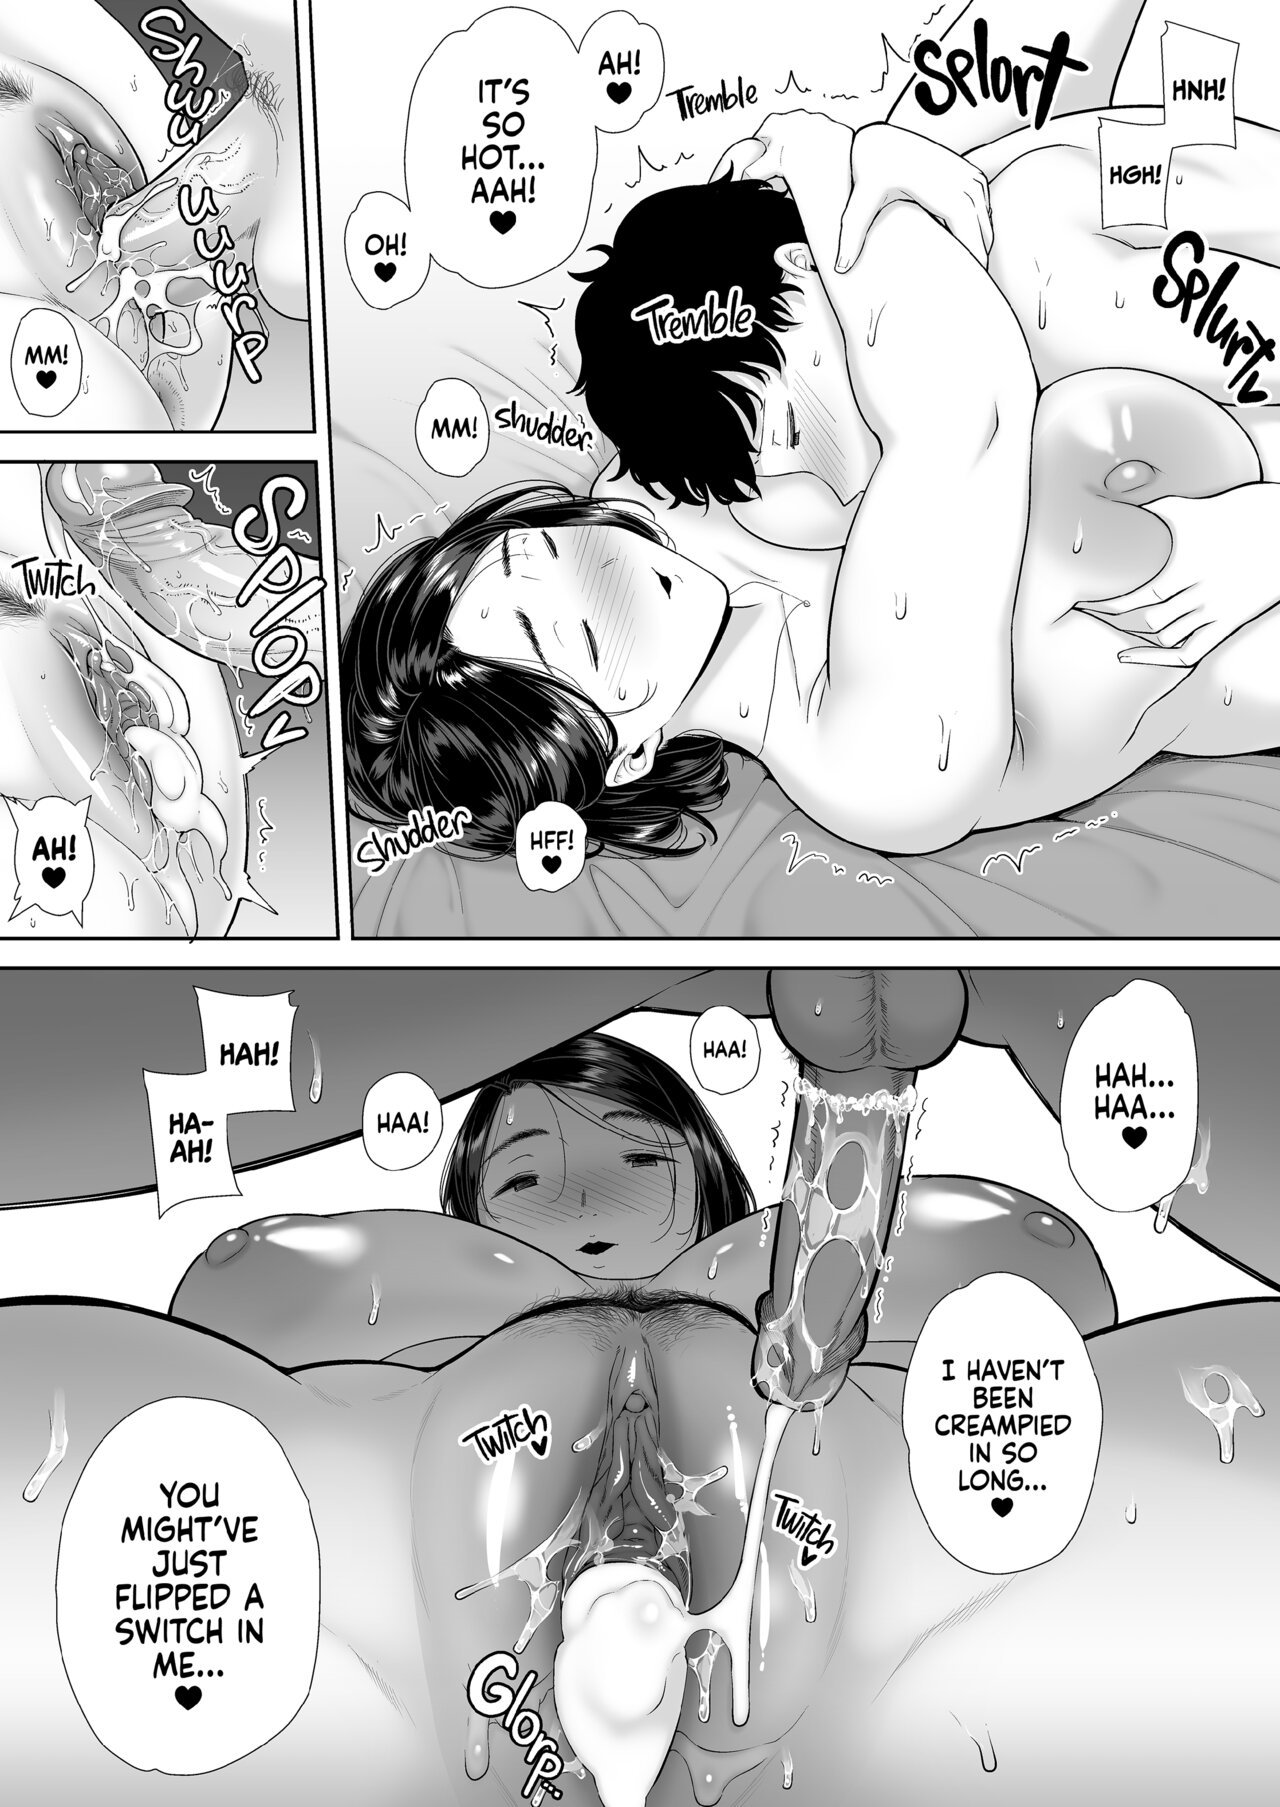 HNH!
HGH!
SPLORT
SPLURT
AH!
IT'S
SO
HOT...
AAH!
OH!
TREMBLE
TREMBLE
MM!
SHUDDER
SHUDDER
HFF!
SHWUUUURP
MM!
TWITCH
SPLOP
AH!
HAH...
HAA...
HAA!
HAA!
HAH!
HA-
AH!
I HAVEN'T
BEEN
CREAMPIED
IN SO
LONG...
TWITCH
TWITCH
YOU
MIGHT'VE
JUST
FLIPPED A
SWITCH IN
ME...
GLORP...